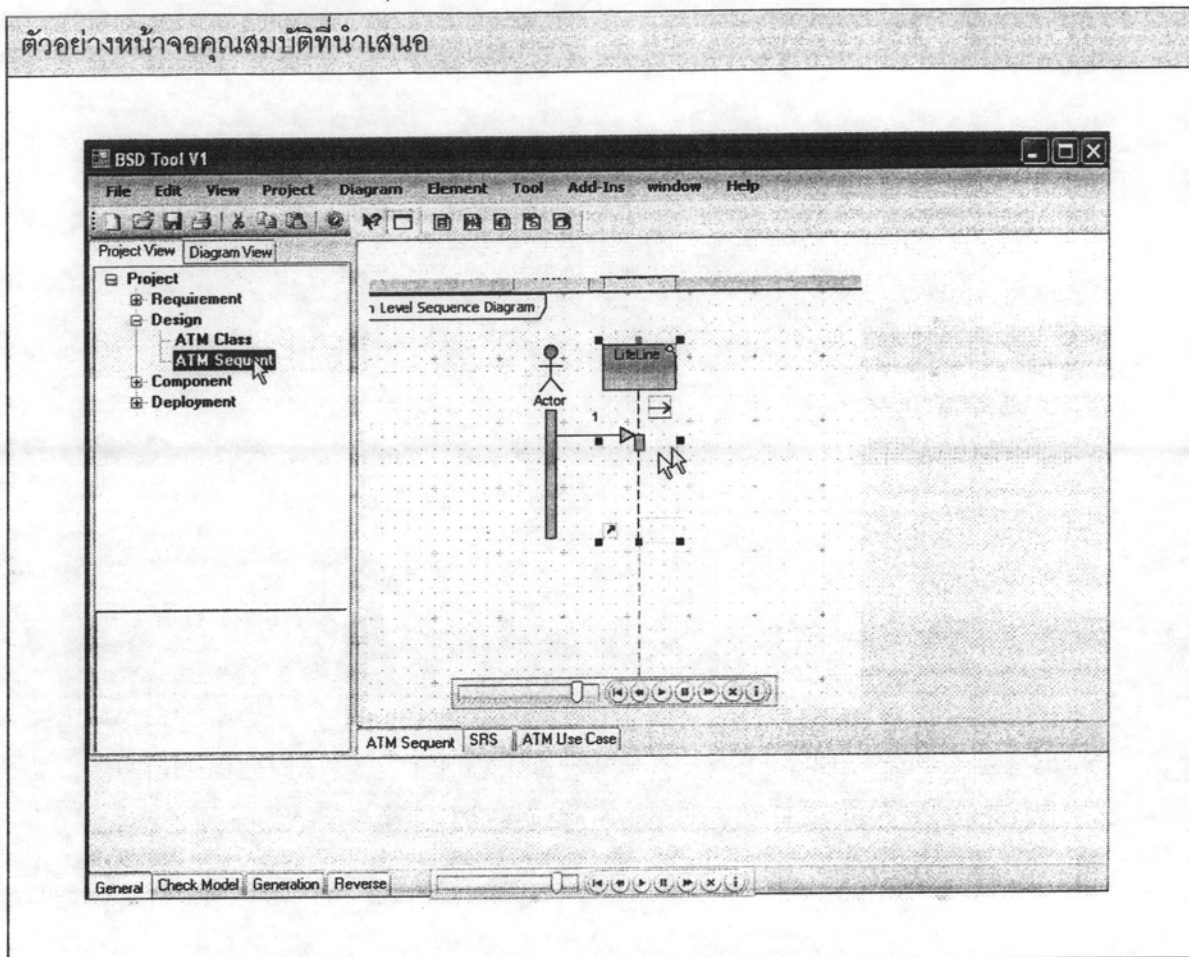 ตัวอย่างหน้าจอคุณสมบัติที่นำเสนอ
BSD Tool V1
File Edit View Project Diagram Element Tool Add-Ins window Help
Project View Diagram View
Project
Requirement
Design
ATM Class
ATM Sequent
Component
Deployment
Level Sequence Diagram
LifeLine
Actor
1
ATM Sequent SRS ATM Use Case
General Check Model Generation Reverse